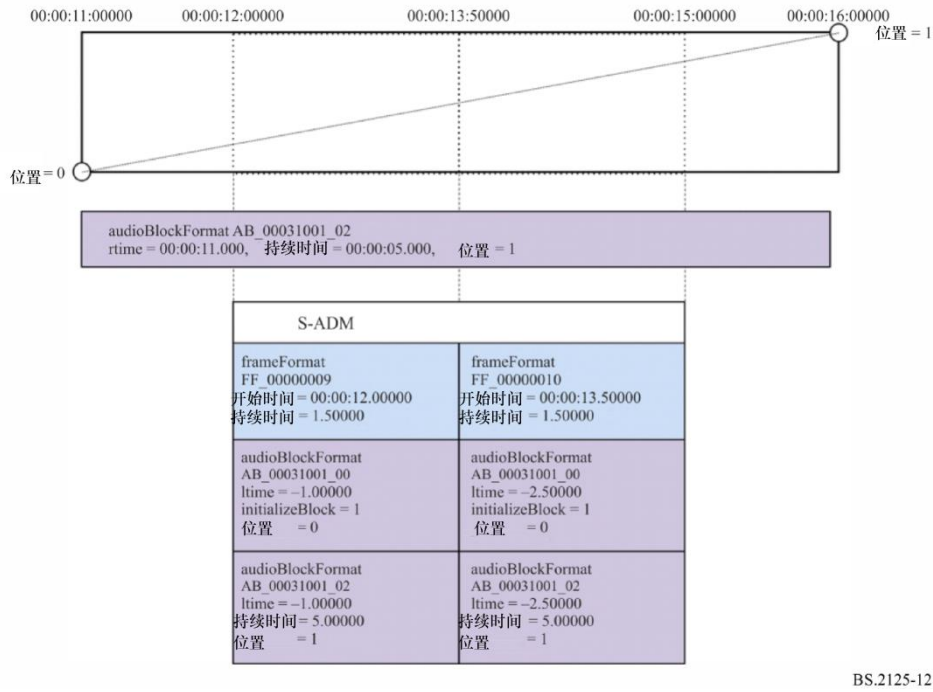 00:00:11:00000 00:00:12:00000 00:00:13:50000 00:00:15:00000 00:00:16:00000
位置 = 1
位置 = 0
audioBlockFormat AB_00031001_02
rtime = 00:00:11.000, 持续时间 = 00:00:05.000, 位置 = 1
S-ADM
frameFormat
FF_00000009
开始时间 = 00:00:12.00000
持续时间 = 1.50000
frameFormat
FF_00000010
开始时间 = 00:00:13.50000
持续时间 = 1.50000
audioBlockFormat
AB_00031001_00
ltime = –1.00000
initializeBlock = 1
位置 = 0
audioBlockFormat
AB_00031001_00
ltime = –2.50000
initializeBlock = 1
位置 = 0
audioBlockFormat
AB_00031001_02
ltime = –1.00000
持续时间 = 5.00000
位置 = 1
audioBlockFormat
AB_00031001_02
ltime = –2.50000
持续时间 = 5.00000
位置 = 1
BS.2125-12